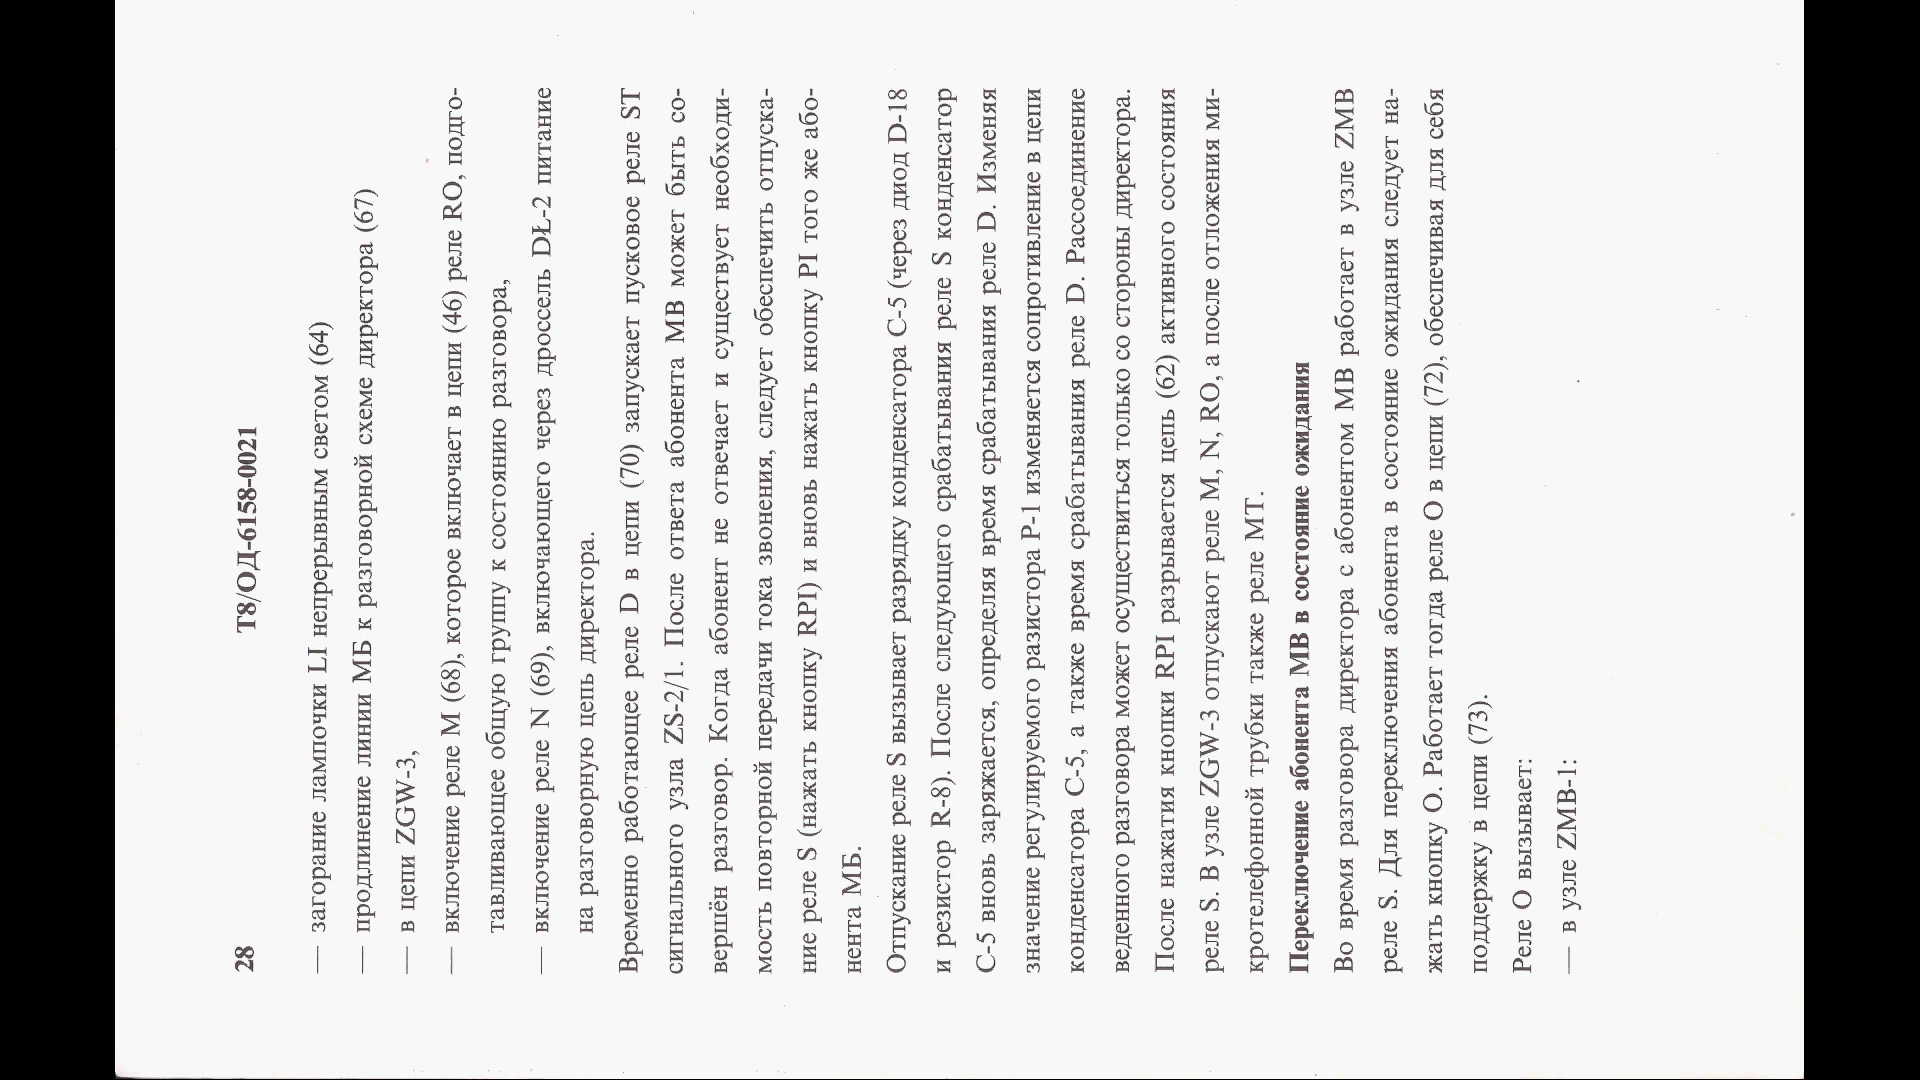 28 Т8/ОД-6158-0021
— загорание лампочки LI непрерывным светом (64)
— продлинение линии МБ к разговорной схеме директора (67)
— в цепи ZGW-3,
— включение реле M (68), которое включает в цепи (46) реле RO, подго-
тавливающее общую группу к состоянию разговора,
— включение реле N (69), включающего через дроссель DŁ-2 питание
на разговорную цепь директора.
Временно работающее реле D в цепи (70) запускает пусковое реле ST
сигнального узла ZS-2/1. После ответа абонента МВ может быть со-
вершён разговор. Когда абонент не отвечает и существует необходи-
мость повторной передачи тока звонения, следует обеспечить отпуска-
ние реле S (нажать кнопку RPI) и вновь нажать кнопку PI того же або-
нента МБ.
Отпускание реле S вызывает разрядку конденсатора C-5 (через диод D-18
и резистор R-8). После следующего срабатывания реле S конденсатор
C-5 вновь заряжается, определяя время срабатывания реле D. Изменяя
значение регулируемого разистора P-1 изменяется сопротивление в цепи
конденсатора C-5, а также время срабатывания реле D. Рассоединение
веденного разговора может осуществиться только со стороны директора.
После нажатия кнопки RPI разрывается цепь (62) активного состояния
реле S. В узле ZGW-3 отпускают реле M, N, RO, а после отложения ми-
кротелефонной трубки также реле MT.
Переключение абонента МВ в состояние ожидания
Во время разговора директора с абонентом МВ работает в узле ZMB
реле S. Для переключения абонента в состояние ожидания следует на-
жать кнопку O. Работает тогда реле O в цепи (72), обеспечивая для себя
поддержку в цепи (73).
Реле O вызывает:
— в узле ZMB-1: